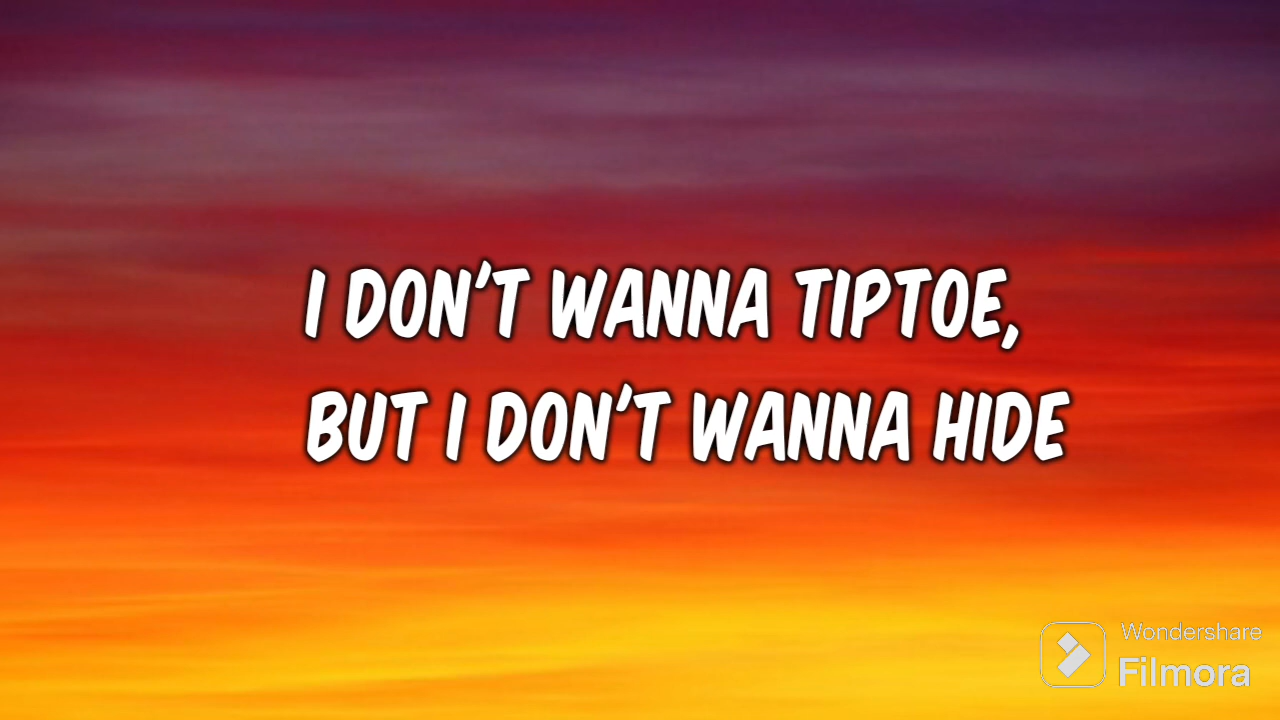 I DON'T WANNA TIPTOE,
BUT I DON'T WANNA HIDE
Wondershare
Filmora